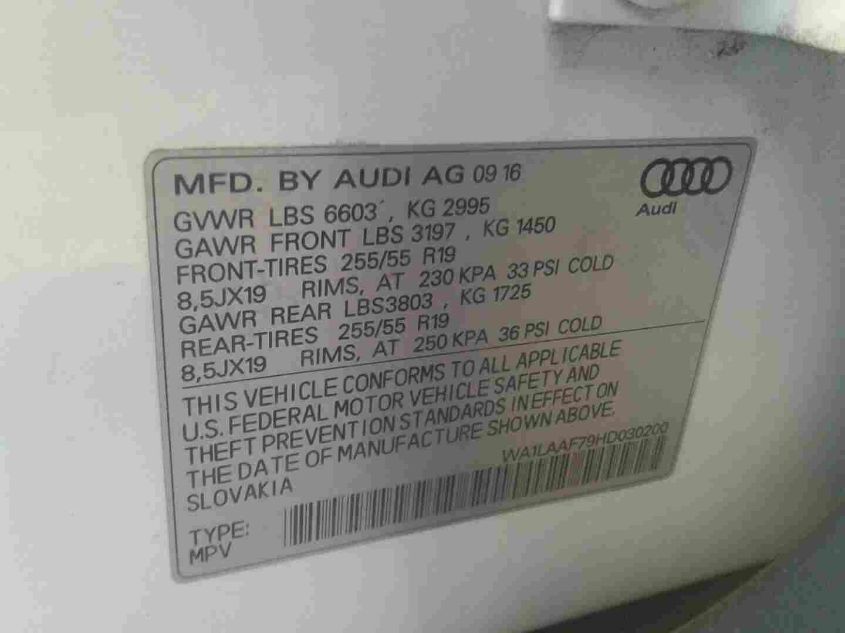 MFD. BY AUDI AG 09 16
Audi
GVWR LBS 6603 , KG 2995
GAWR FRONT LBS 3197 , KG 1450
FRONT-TIRES 255/55 R19
8,5JX19 RIMS, AT 230 KPA 33 PSI COLD
GAWR REAR LBS3803 , KG 1725
REAR-TIRES 255/55 R19
8,5JX19 RIMS, AT 250 KPA 36 PSI COLD
THIS VEHICLE CONFORMS TO ALL APPLICABLE
U.S. FEDERAL MOTOR VEHICLE SAFETY AND
THEFT PREVENTION STANDARDS IN EFFECT ON
THE DATE OF MANUFACTURE SHOWN ABOVE.
SLOVAKIA
WA1LAAF79HD030200
TYPE:
MPV